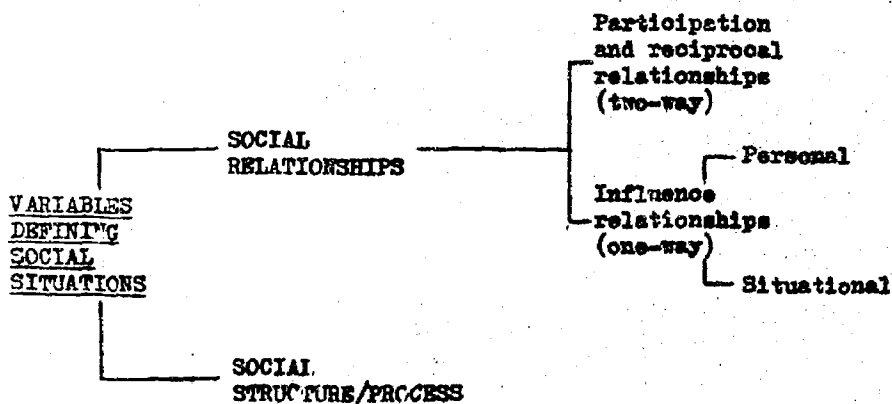 Participation
and reciprocal
relationships
(two-way)
SOCIAL
RELATIONSHIPS
Personal
VARIABLES
DEFINING
SOCIAL
SITUATIONS
Influence
relationships
(one-way)
Situational
SOCIAL
STRUCTURE/PROCESS